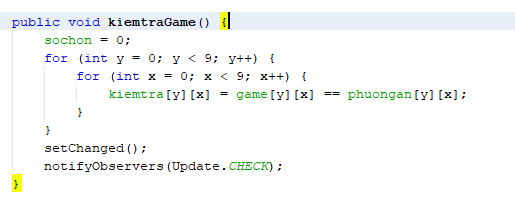 public void kiemtraGame() {
    sochon = 0;
    for (int y = 0; y < 9; y++) {
        for (int x = 0; x < 9; x++) {
            kiemtra[y][x] = game[y][x] == phuongan[y][x];
        }
    }
    setChanged();
    notifyObservers(Update.CHECK);
}